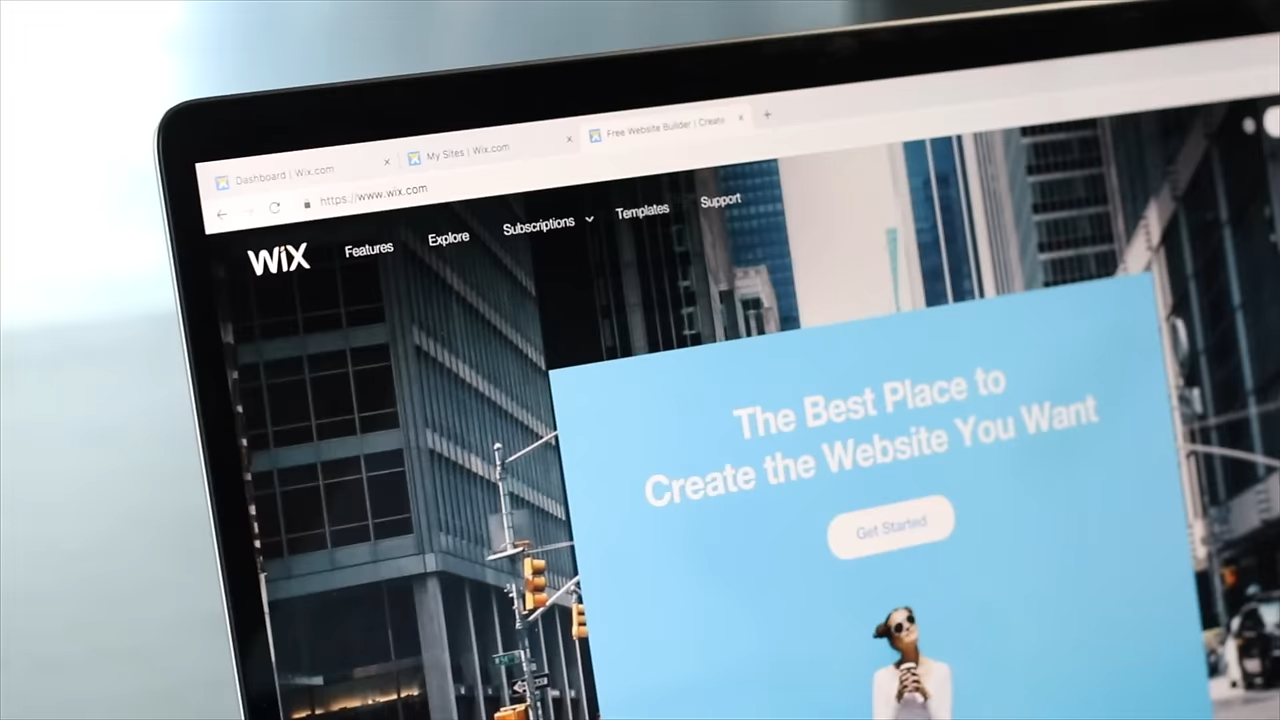 Dashboard | Wix.com
My Sites | Wix.com
Free Website Builder | Create
https://www.wix.com
WiX
Features
Explore
Subscriptions
Templates
Support
The Best Place to
Create the Website You Want
Get Started